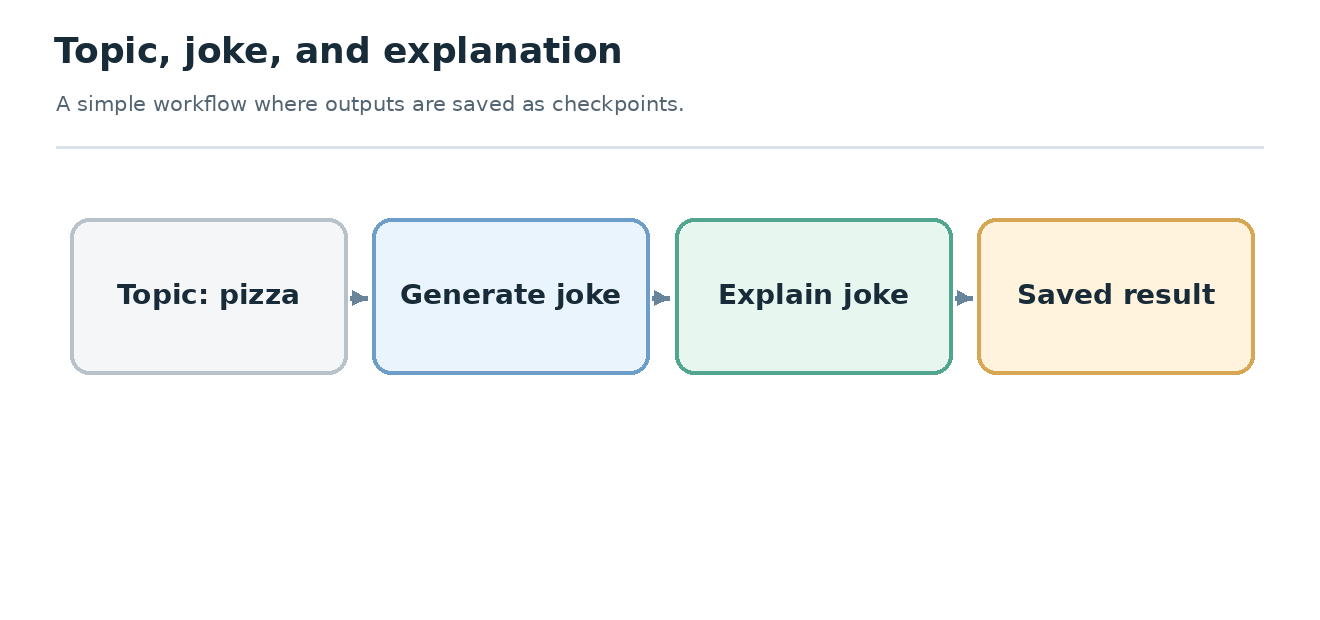 Topic, joke, and explanation
A simple workflow where outputs are saved as checkpoints.
Topic: pizza
Generate joke
Explain joke
Saved result